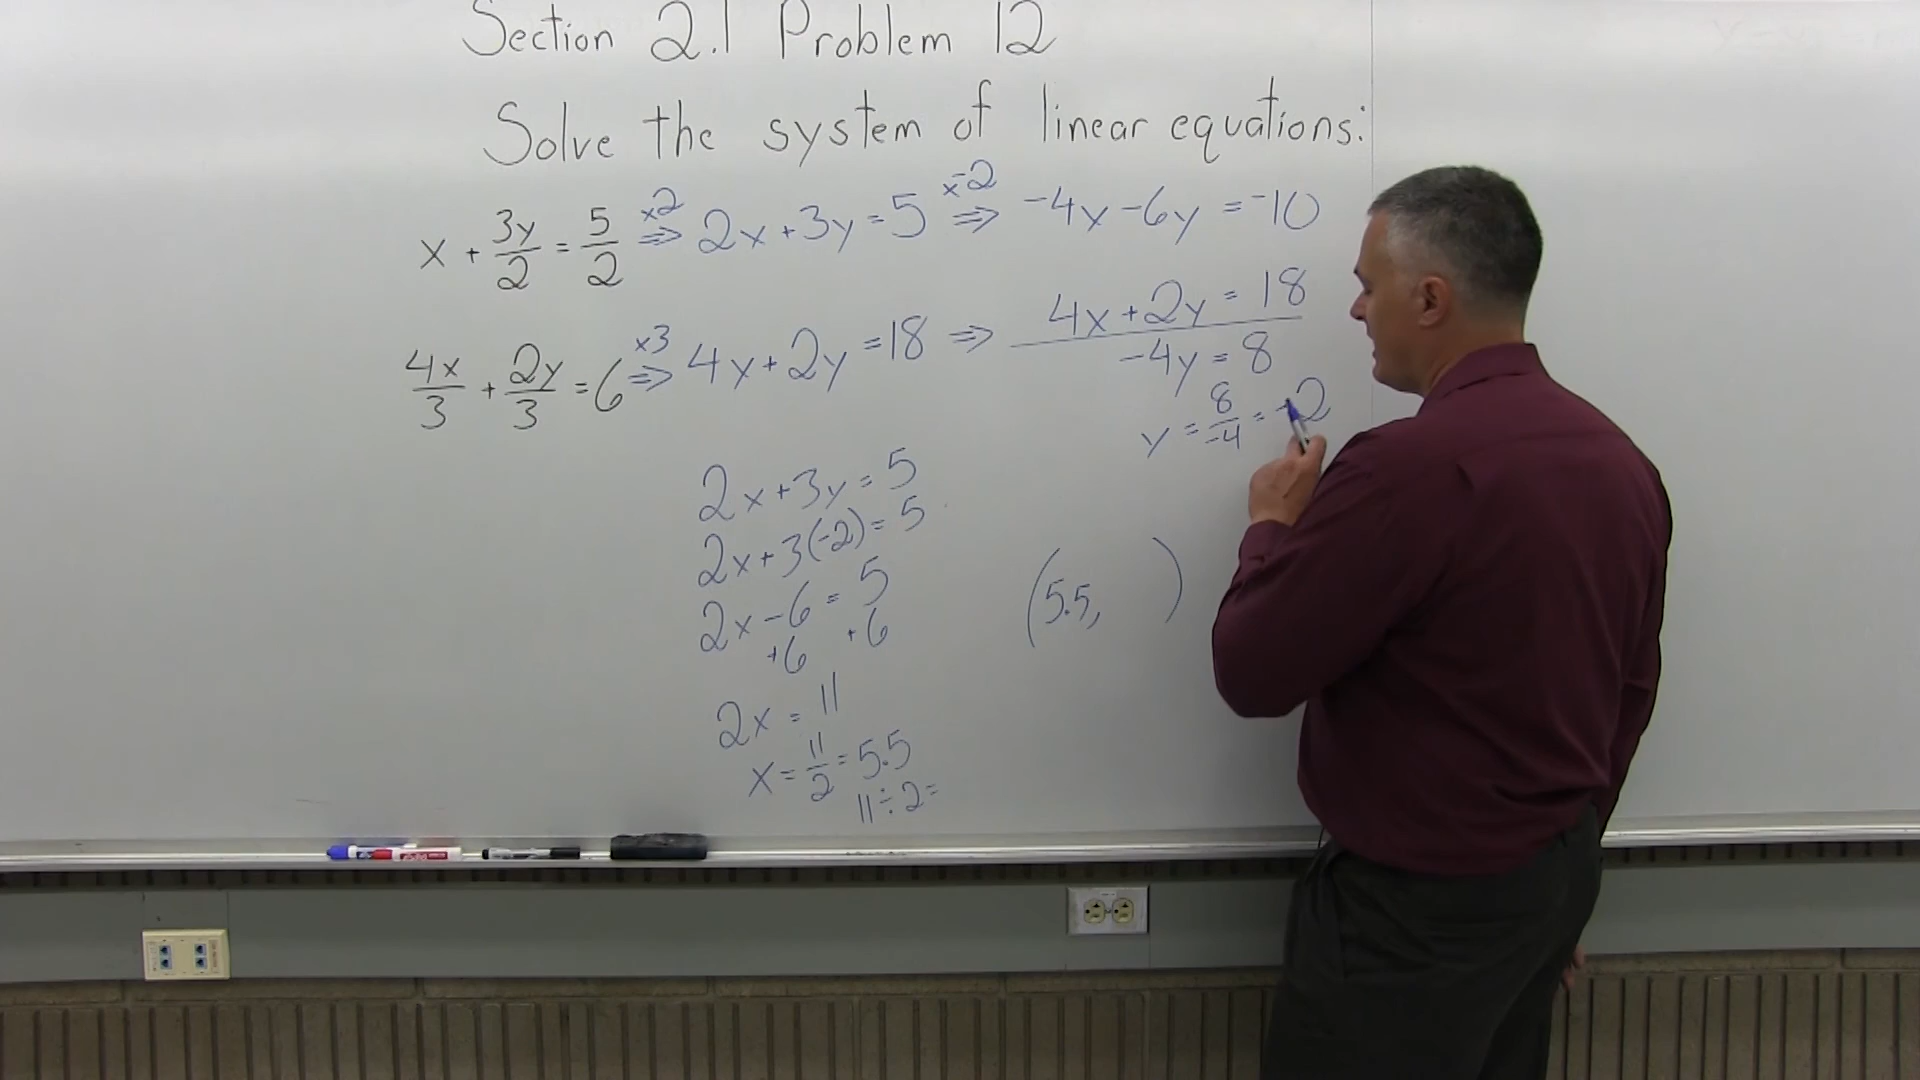 Section 2.1 Problem 12
Solve the system of linear equations:
x + 3y/2 = 5/2 ×2 ⇒ 2x + 3y = 5 ×-2 ⇒ -4x - 6y = -10
4x/3 + 2y/3 = 6 ×3 ⇒ 4x + 2y = 18 ⇒ 4x + 2y = 18
-4y = 8
y = 8/-4 = -2
2x + 3y = 5
2x + 3(-2) = 5
2x - 6 = 5
+6 +6
2x = 11
x = 11/2 = 5.5
11 ÷ 2 =
(5.5, )